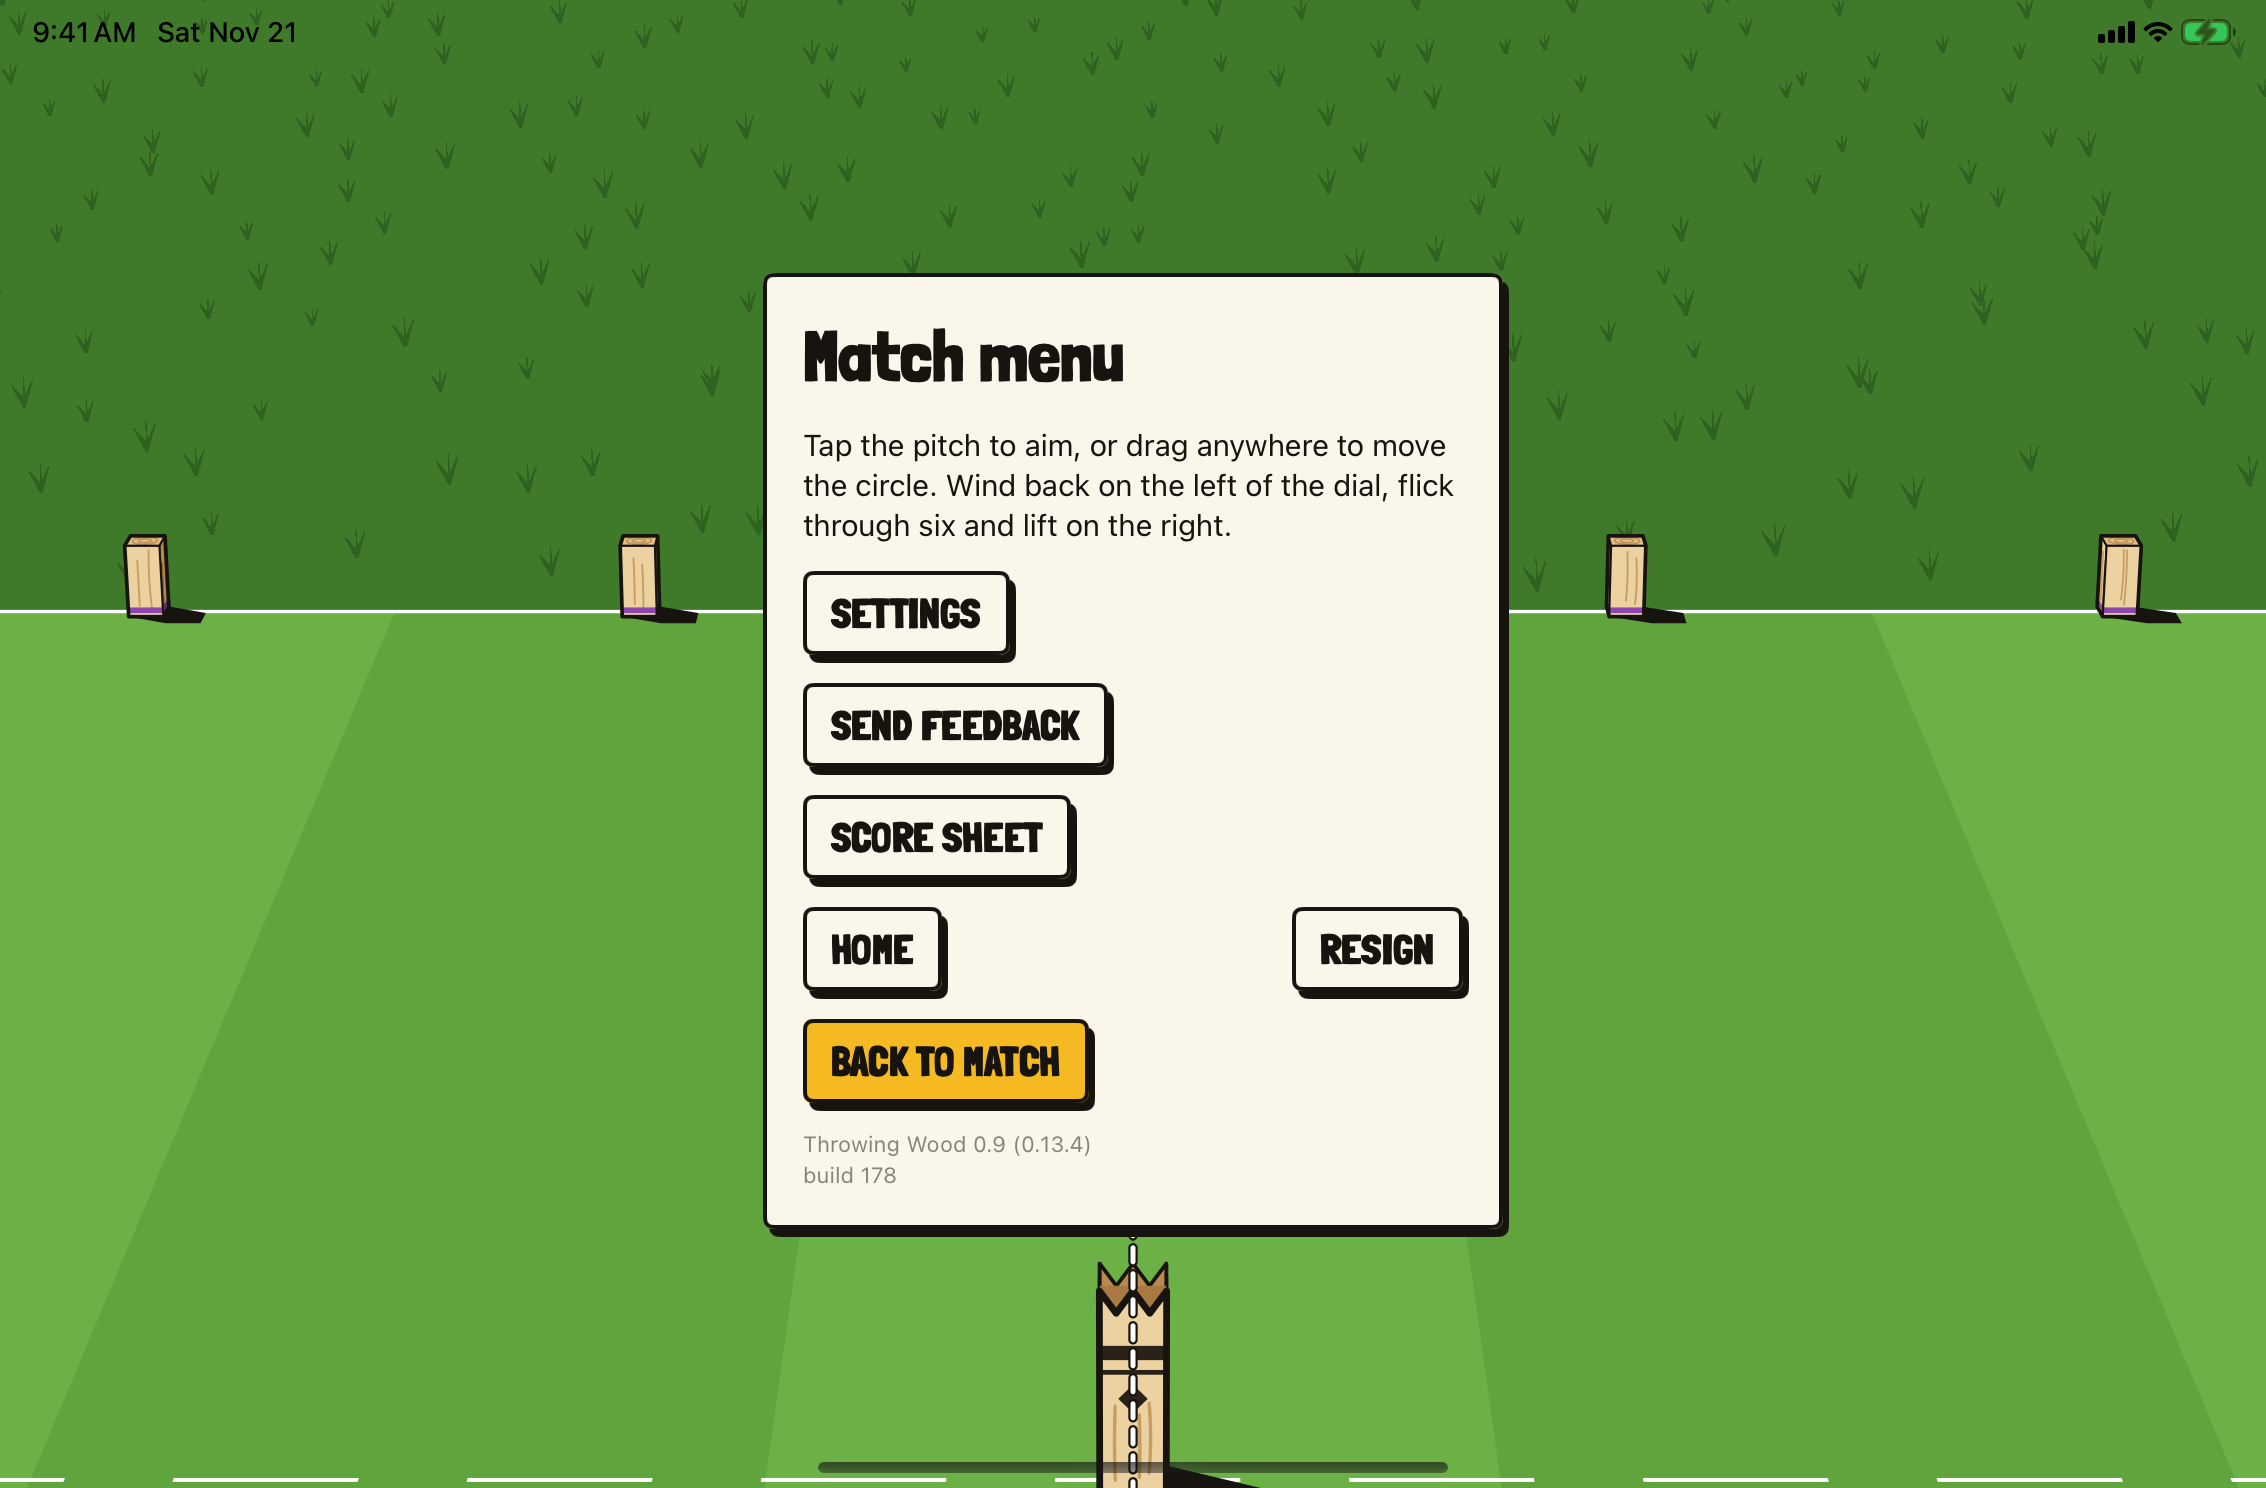 9:41 AM Sat Nov 21
Match menu
Tap the pitch to aim, or drag anywhere to move
the circle. Wind back on the left of the dial, flick
through six and lift on the right.
SETTINGS
SEND FEEDBACK
SCORE SHEET
HOME
RESIGN
BACK TO MATCH
Throwing Wood 0.9 (0.13.4)
build 178